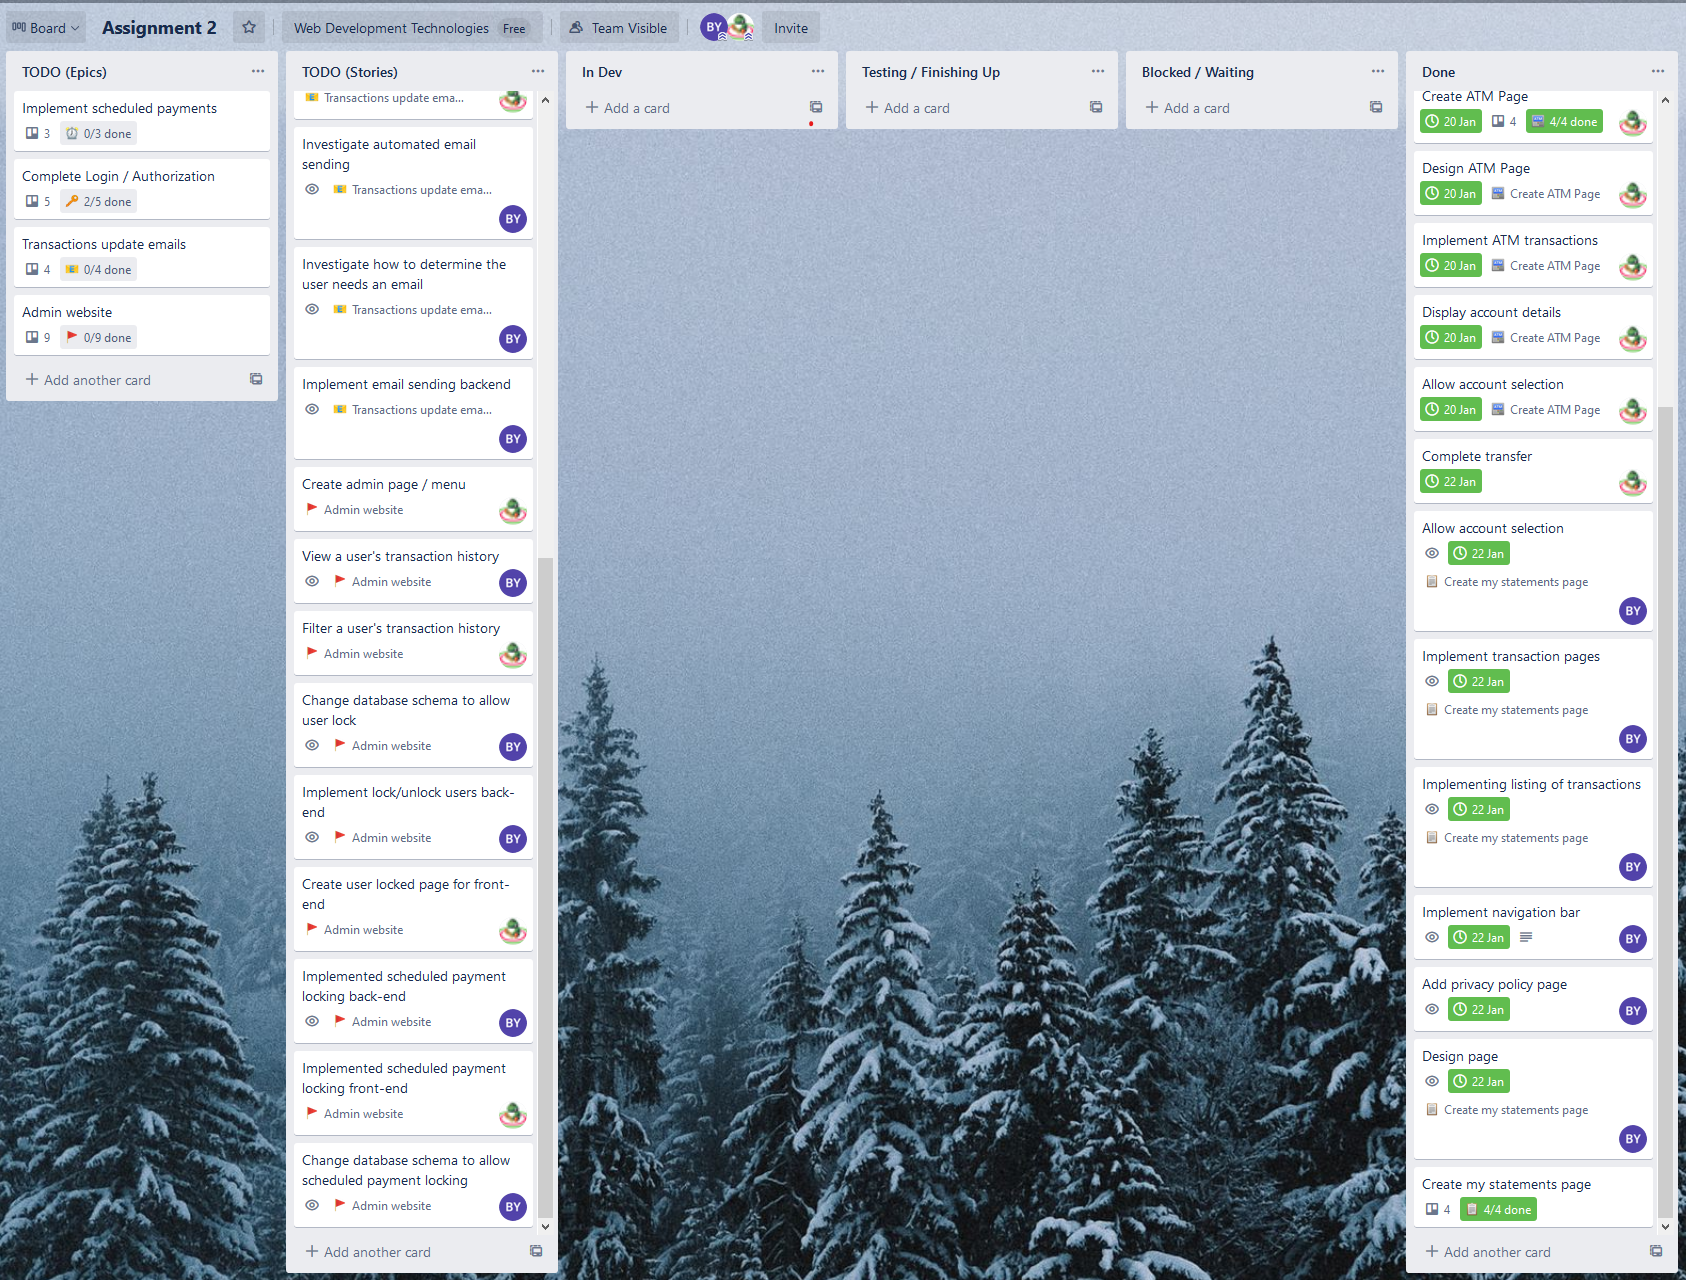 Board
Assignment 2
Web Development Technologies Free
Team Visible
BY
Invite
TODO (Epics)
Implement scheduled payments
3 0/3 done
Complete Login / Authorization
5 2/5 done
Transactions update emails
4 0/4 done
Admin website
9 0/9 done
+ Add another card
TODO (Stories)
Transactions update ema...
Investigate automated email
sending
Transactions update ema...
BY
Investigate how to determine the
user needs an email
Transactions update ema...
BY
Implement email sending backend
Transactions update ema...
BY
Create admin page / menu
Admin website
View a user's transaction history
Admin website
BY
Filter a user's transaction history
Admin website
Change database schema to allow
user lock
Admin website
BY
Implement lock/unlock users back-
end
Admin website
BY
Create user locked page for front-
end
Admin website
Implemented scheduled payment
locking back-end
Admin website
BY
Implemented scheduled payment
locking front-end
Admin website
Change database schema to allow
scheduled payment locking
Admin website
BY
+ Add another card
In Dev
+ Add a card
Testing / Finishing Up
+ Add a card
Blocked / Waiting
+ Add a card
Done
Create ATM Page
20 Jan 4 4/4 done
Design ATM Page
20 Jan Create ATM Page
Implement ATM transactions
20 Jan Create ATM Page
Display account details
20 Jan Create ATM Page
Allow account selection
20 Jan Create ATM Page
Complete transfer
22 Jan
Allow account selection
22 Jan
Create my statements page
BY
Implement transaction pages
22 Jan
Create my statements page
BY
Implementing listing of transactions
22 Jan
Create my statements page
BY
Implement navigation bar
22 Jan
BY
Add privacy policy page
22 Jan
BY
Design page
22 Jan
Create my statements page
BY
Create my statements page
4 4/4 done
+ Add another card